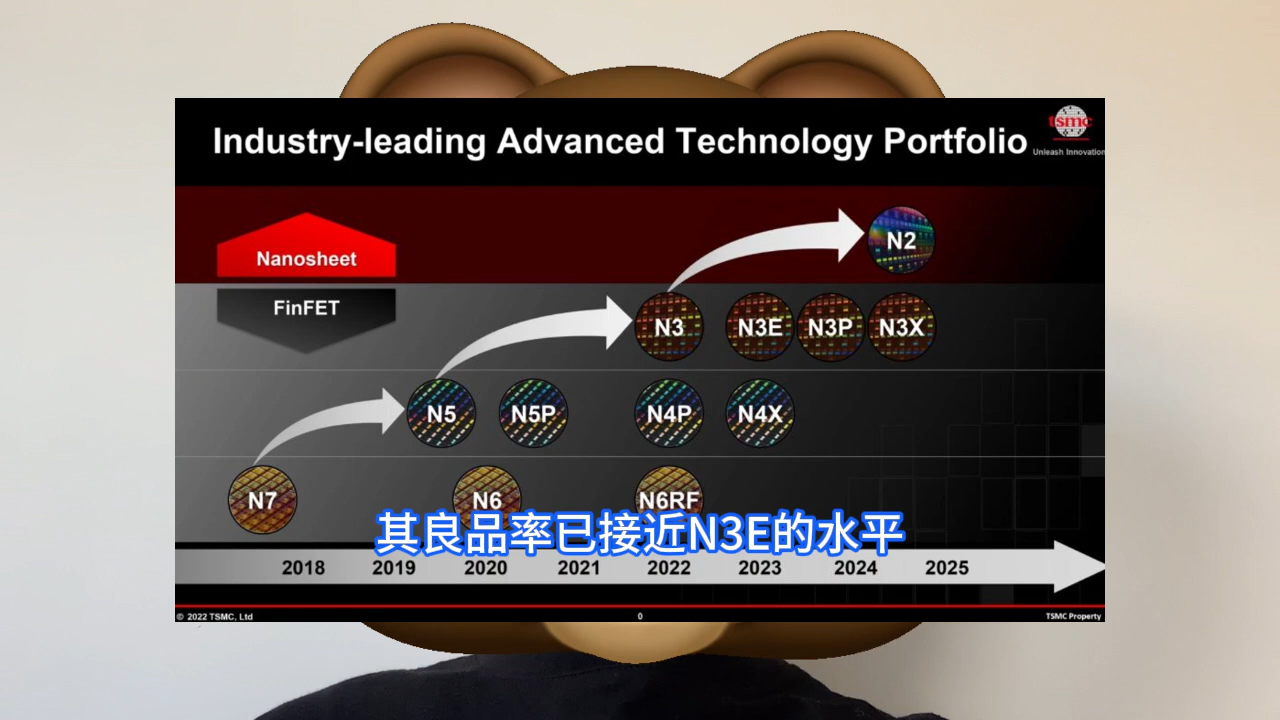 Industry-leading Advanced Technology Portfolio
tsmc
Unleash Innovation
Nanosheet
N2
FinFET
N3
N3E
N3P
N3X
N5
N5P
N4P
N4X
N7
N6
N6RF
其良品率已接近N3E的水平
2018
2019
2020
2021
2022
2023
2024
2025
© 2022 TSMC, Ltd
0
TSMC Property